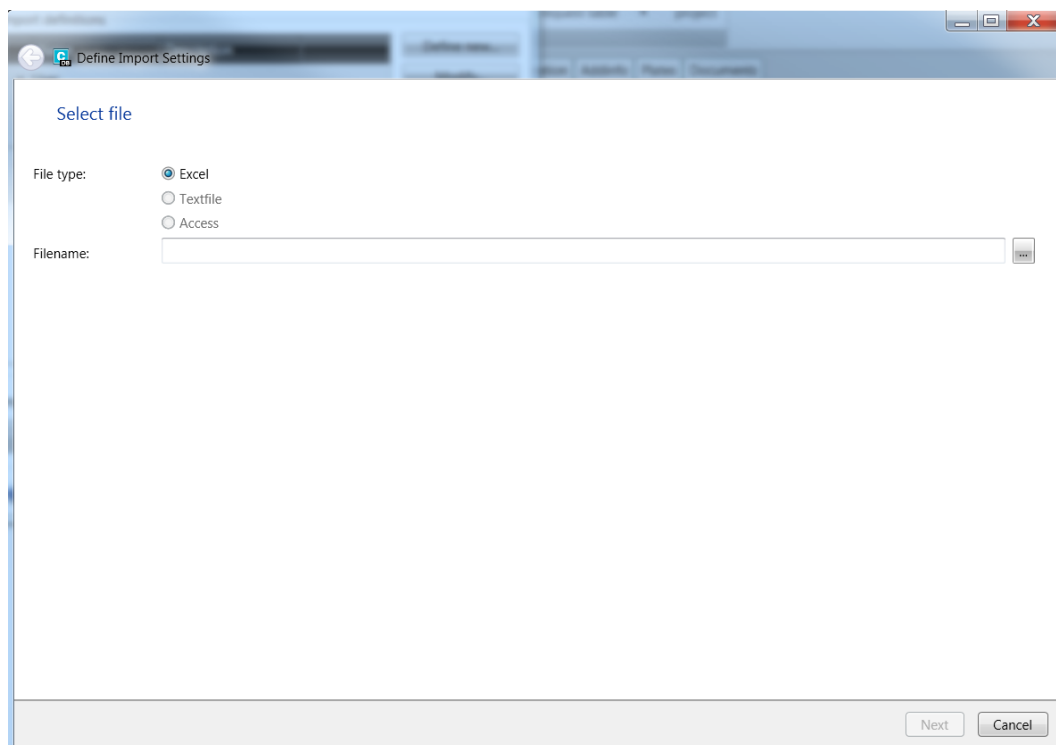 Define Import Settings
Select file
File type:
Excel
Textfile
Access
Filename:
...
Next
Cancel